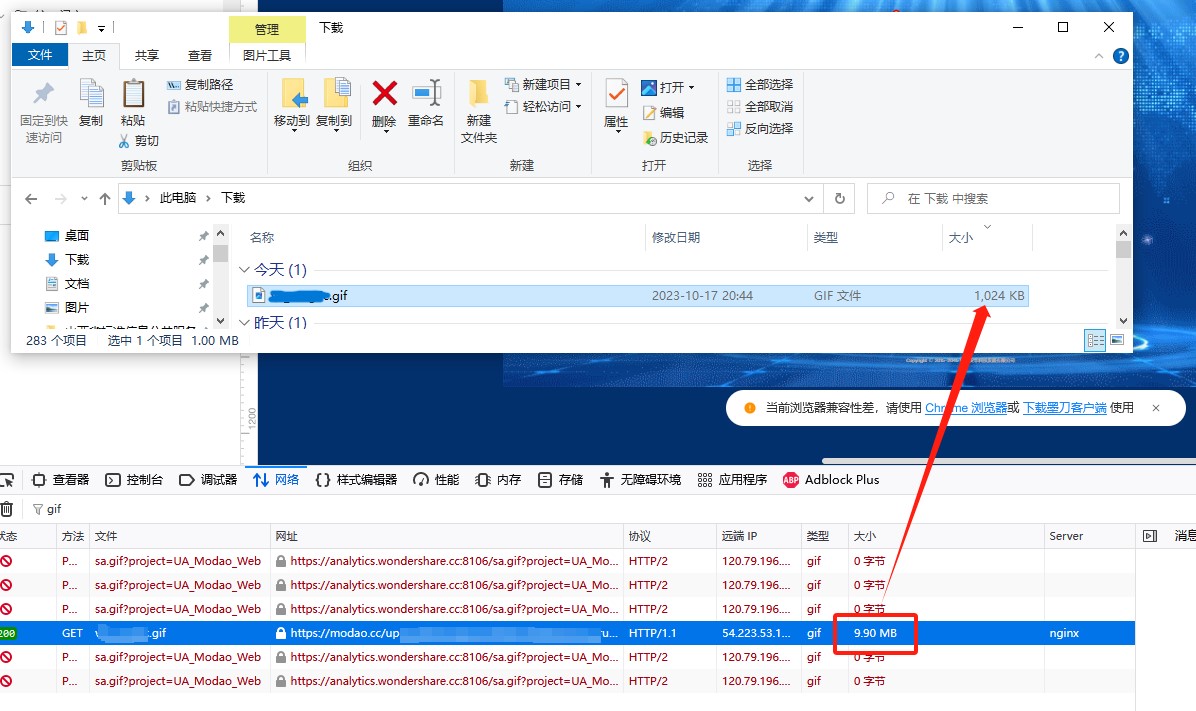 管理
下载
文件 主页 共享 查看 图片工具
固定到快速访问
复制
粘贴
复制路径
粘贴快捷方式
剪切
剪贴板
移动到
复制到
删除
重命名
组织
新建文件夹
新建项目
轻松访问
新建
属性
打开
编辑
历史记录
打开
全部选择
全部取消
反向选择
选择
此电脑 下载
在 下载 中搜索
桌面
下载
文档
图片
名称 修改日期 类型 大小
今天 (1)
.gif 2023-10-17 20:44 GIF 文件 1,024 KB
昨天 (1)
283 个项目 选中 1 个项目 1.00 MB
1200
当前浏览器兼容性差，请使用 Chrome 浏览器或 下载墨刀客户端 使用
查看器 控制台 调试器 网络 样式编辑器 性能 内存 存储 无障碍环境 应用程序 ABP Adblock Plus
gif
状态 方法 文件 网址 协议 远端 IP 类型 大小 Server 消息
P... sa.gif?project=UA_Modao_Web https://analytics.wondershare.cc:8106/sa.gif?project=UA_Mo... HTTP/2 120.79.196.... gif 0 字节
P... sa.gif?project=UA_Modao_Web https://analytics.wondershare.cc:8106/sa.gif?project=UA_Mo... HTTP/2 120.79.196.... gif 0 字节
P... sa.gif?project=UA_Modao_Web https://analytics.wondershare.cc:8106/sa.gif?project=UA_Mo... HTTP/2 120.79.196.... gif 0 字节
200 GET .gif https://modao.cc/up u... HTTP/1.1 54.223.53.1... gif 9.90 MB nginx
P... sa.gif?project=UA_Modao_Web https://analytics.wondershare.cc:8106/sa.gif?project=UA_Mo... HTTP/2 120.79.196.... gif 0 字节
P... sa.gif?project=UA_Modao_Web https://analytics.wondershare.cc:8106/sa.gif?project=UA_Mo... HTTP/2 120.79.196.... gif 0 字节